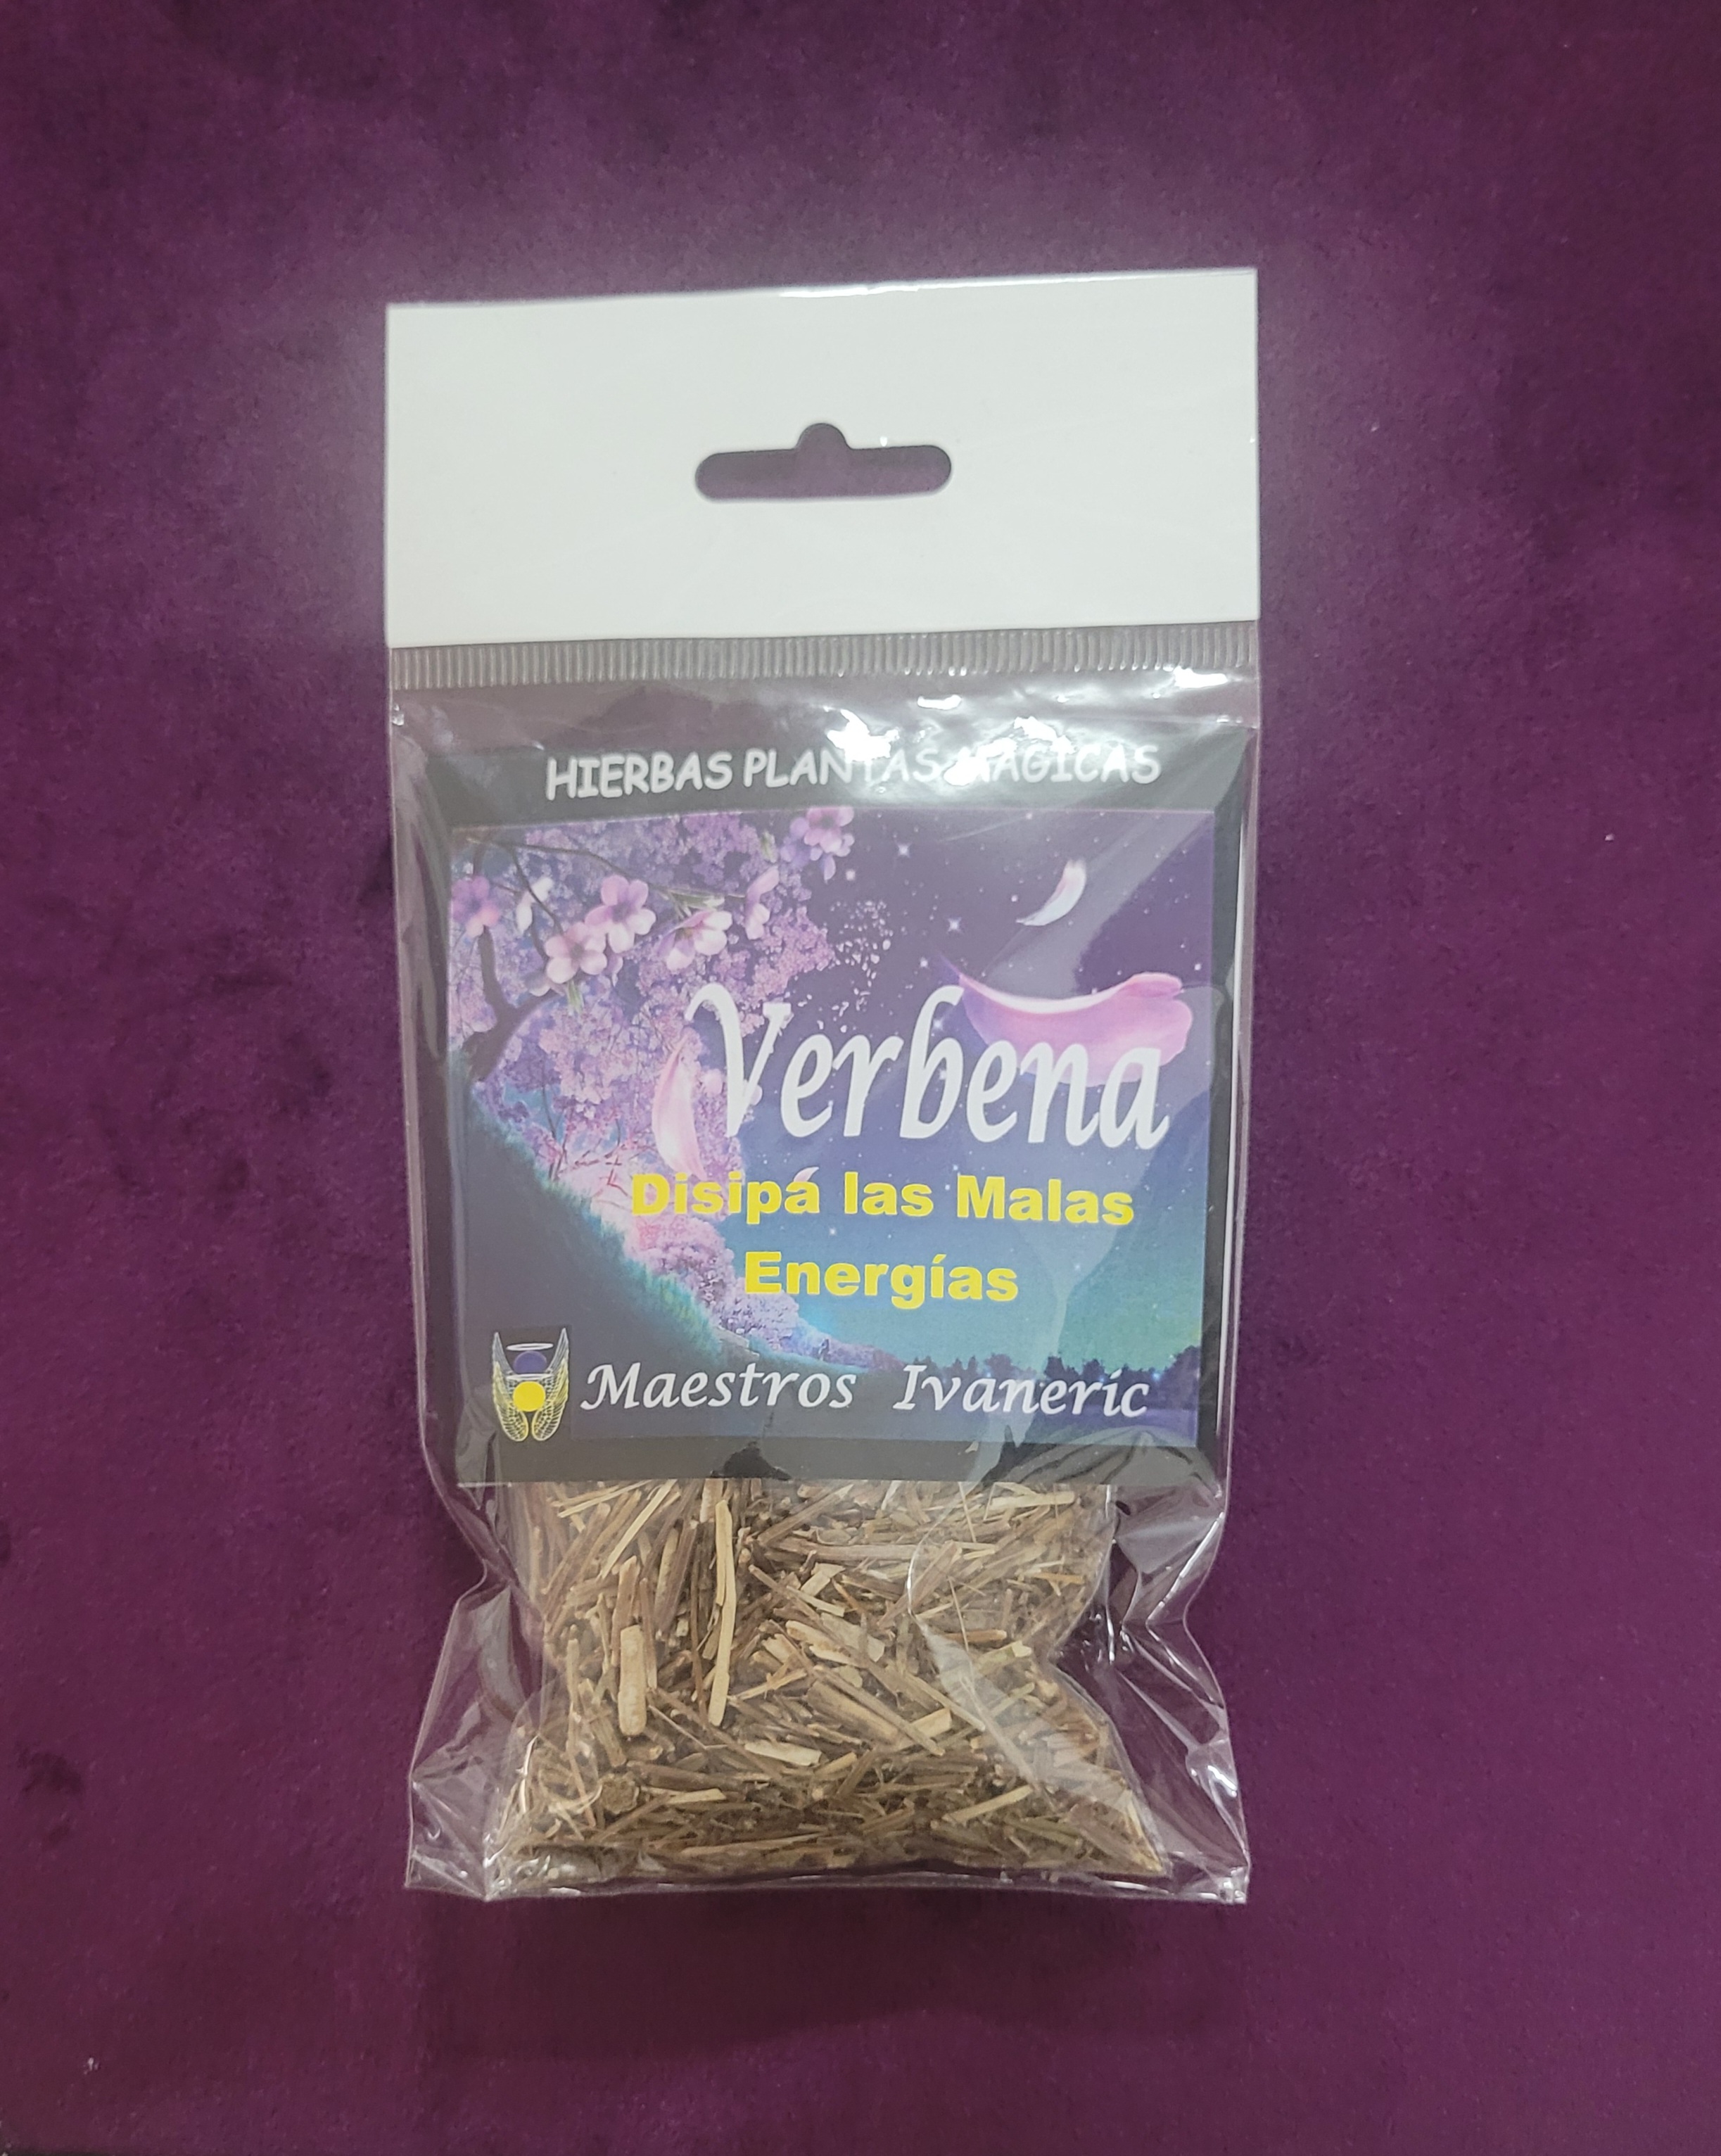 HIERBAS PLANTAS MAGICAS
Verbena
Disipá las Malas
Energías
Maestros Ivaneric